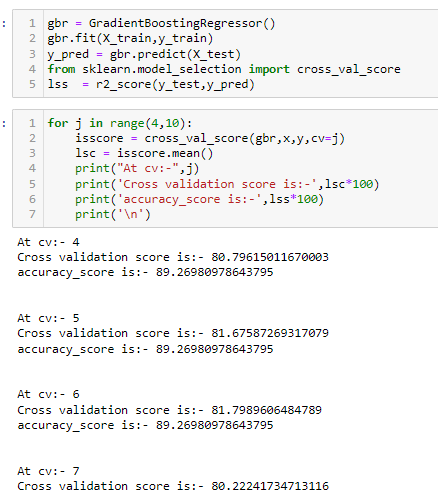 : 1 gbr = GradientBoostingRegressor()
2 gbr.fit(X_train,y_train)
3 y_pred = gbr.predict(X_test)
4 from sklearn.model_selection import cross_val_score
5 lss  = r2_score(y_test,y_pred)
: 1 for j in range(4,10):
2     isscore = cross_val_score(gbr,x,y,cv=j)
3     lsc = isscore.mean()
4     print("At cv:-",j)
5     print('Cross validation score is:-',lsc*100)
6     print('accuracy_score is:-',lss*100)
7     print('\n')
At cv:- 4
Cross validation score is:- 80.79615011670003
accuracy_score is:- 89.26980978643795
At cv:- 5
Cross validation score is:- 81.67587269317079
accuracy_score is:- 89.26980978643795
At cv:- 6
Cross validation score is:- 81.7989606484789
accuracy_score is:- 89.26980978643795
At cv:- 7
Cross validation score is:- 80.22241734713116